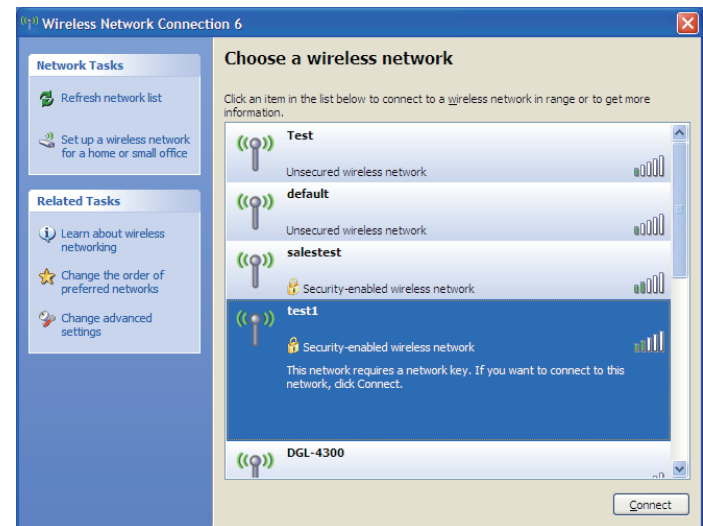 Wireless Network Connection 6
Network Tasks
Refresh network list
Set up a wireless network
for a home or small office
Related Tasks
Learn about wireless
networking
Change the order of
preferred networks
Change advanced
settings
Choose a wireless network
Click an item in the list below to connect to a wireless network in range or to get more
information.
Test
Unsecured wireless network
default
Unsecured wireless network
salestest
Security-enabled wireless network
test1
Security-enabled wireless network
This network requires a network key. If you want to connect to this
network, click Connect.
DGL-4300
Connect